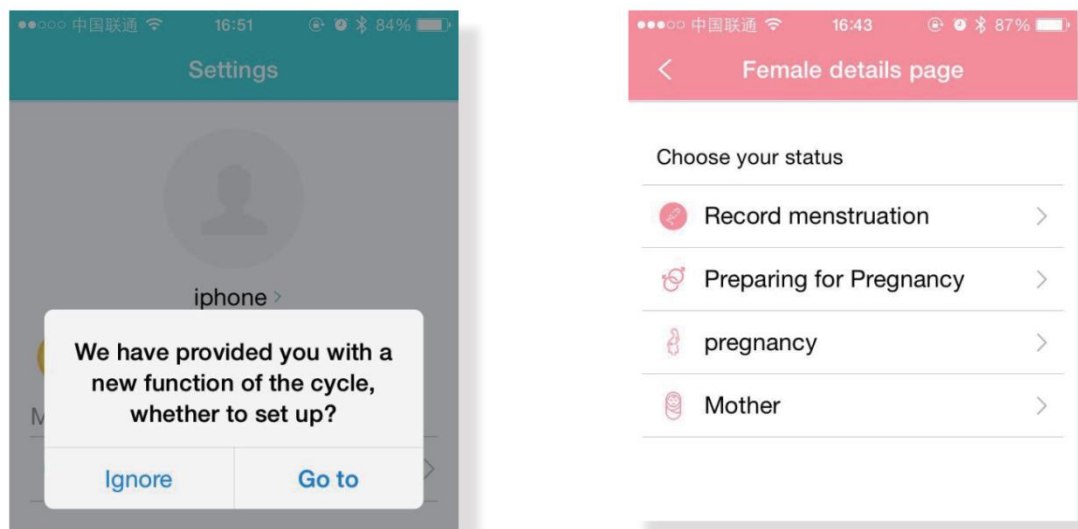 中国联通 16:51 84%
Settings
iphone >
We have provided you with a
new function of the cycle,
whether to set up?
M
Ignore Go to
中国联通 16:43 87%
Female details page
Choose your status
Record menstruation
Preparing for Pregnancy
pregnancy
Mother